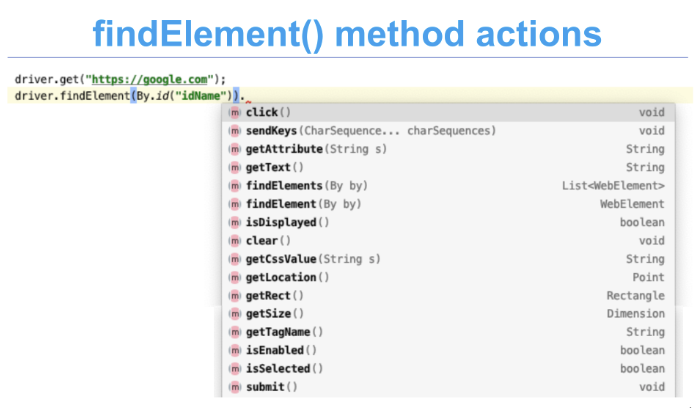 findElement() method actions
driver.get("https://google.com");
driver.findElement(By.id("idName")).
m click() void
m sendKeys(CharSequence... charSequences) void
m getAttribute(String s) String
m getText() String
m findElements(By by) List<WebElement>
m findElement(By by) WebElement
m isDisplayed() boolean
m clear() void
m getCssValue(String s) String
m getLocation() Point
m getRect() Rectangle
m getSize() Dimension
m getTagName() String
m isEnabled() boolean
m isSelected() boolean
m submit() void